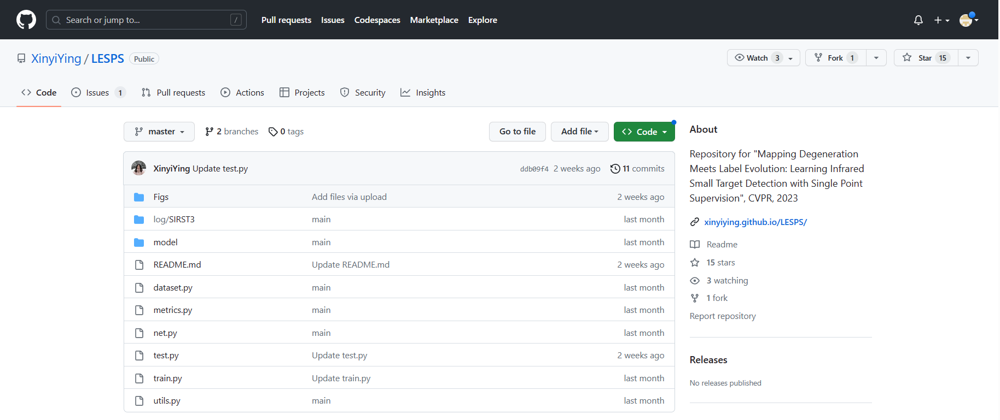 Search or jump to... / Pull requests Issues Codespaces Marketplace Explore
XinyiYing / LESPS Public Watch 3 Fork 1 Star 15
Code Issues 1 Pull requests Actions Projects Security Insights
master 2 branches 0 tags Go to file Add file Code
XinyiYing Update test.py ddb09f4 2 weeks ago 11 commits
Figs Add files via upload 2 weeks ago
log/SIRST3 main last month
model main last month
README.md Update README.md 2 weeks ago
dataset.py main last month
metrics.py main last month
net.py main last month
test.py Update test.py 2 weeks ago
train.py Update train.py last month
utils.py main last month
About
Repository for "Mapping Degeneration
Meets Label Evolution: Learning Infrared
Small Target Detection with Single Point
Supervision", CVPR, 2023
xinyiying.github.io/LESPS/
Readme
15 stars
3 watching
1 fork
Report repository
Releases
No releases published